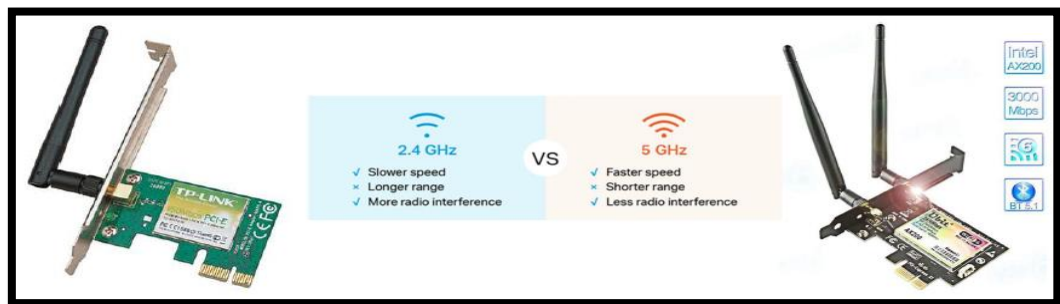 TP-LINK
PCI-E
2.4 GHz
✓ Slower speed
× Longer range
✓ More radio interference
VS
5 GHz
✓ Faster speed
× Shorter range
✓ Less radio interference
AX200
intel
AX200
3000
Mbps
6
BT 5.1